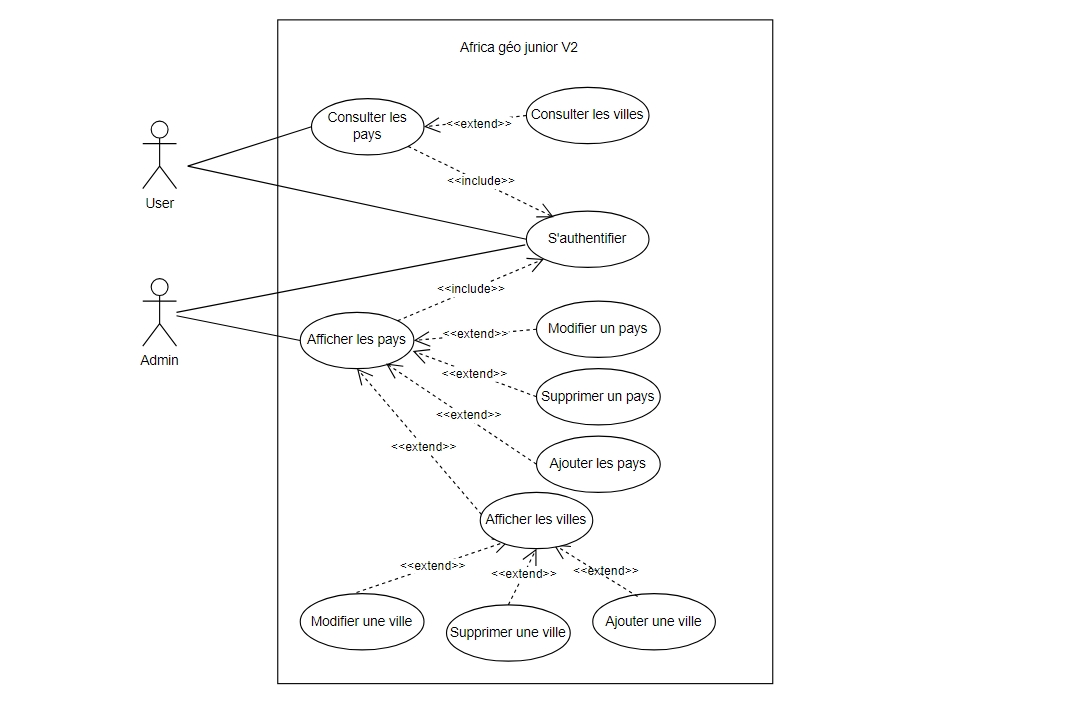 Africa géo junior V2
Consulter les
pays
<<extend>>
Consulter les villes
User
<<include>>
S'authentifier
Admin
<<include>>
Afficher les pays
<<extend>>
Modifier un pays
<<extend>>
Supprimer un pays
<<extend>>
<<extend>>
Ajouter les pays
Afficher les villes
<<extend>>
<<extend>>
<<extend>>
Modifier une ville
Supprimer une ville
Ajouter une ville